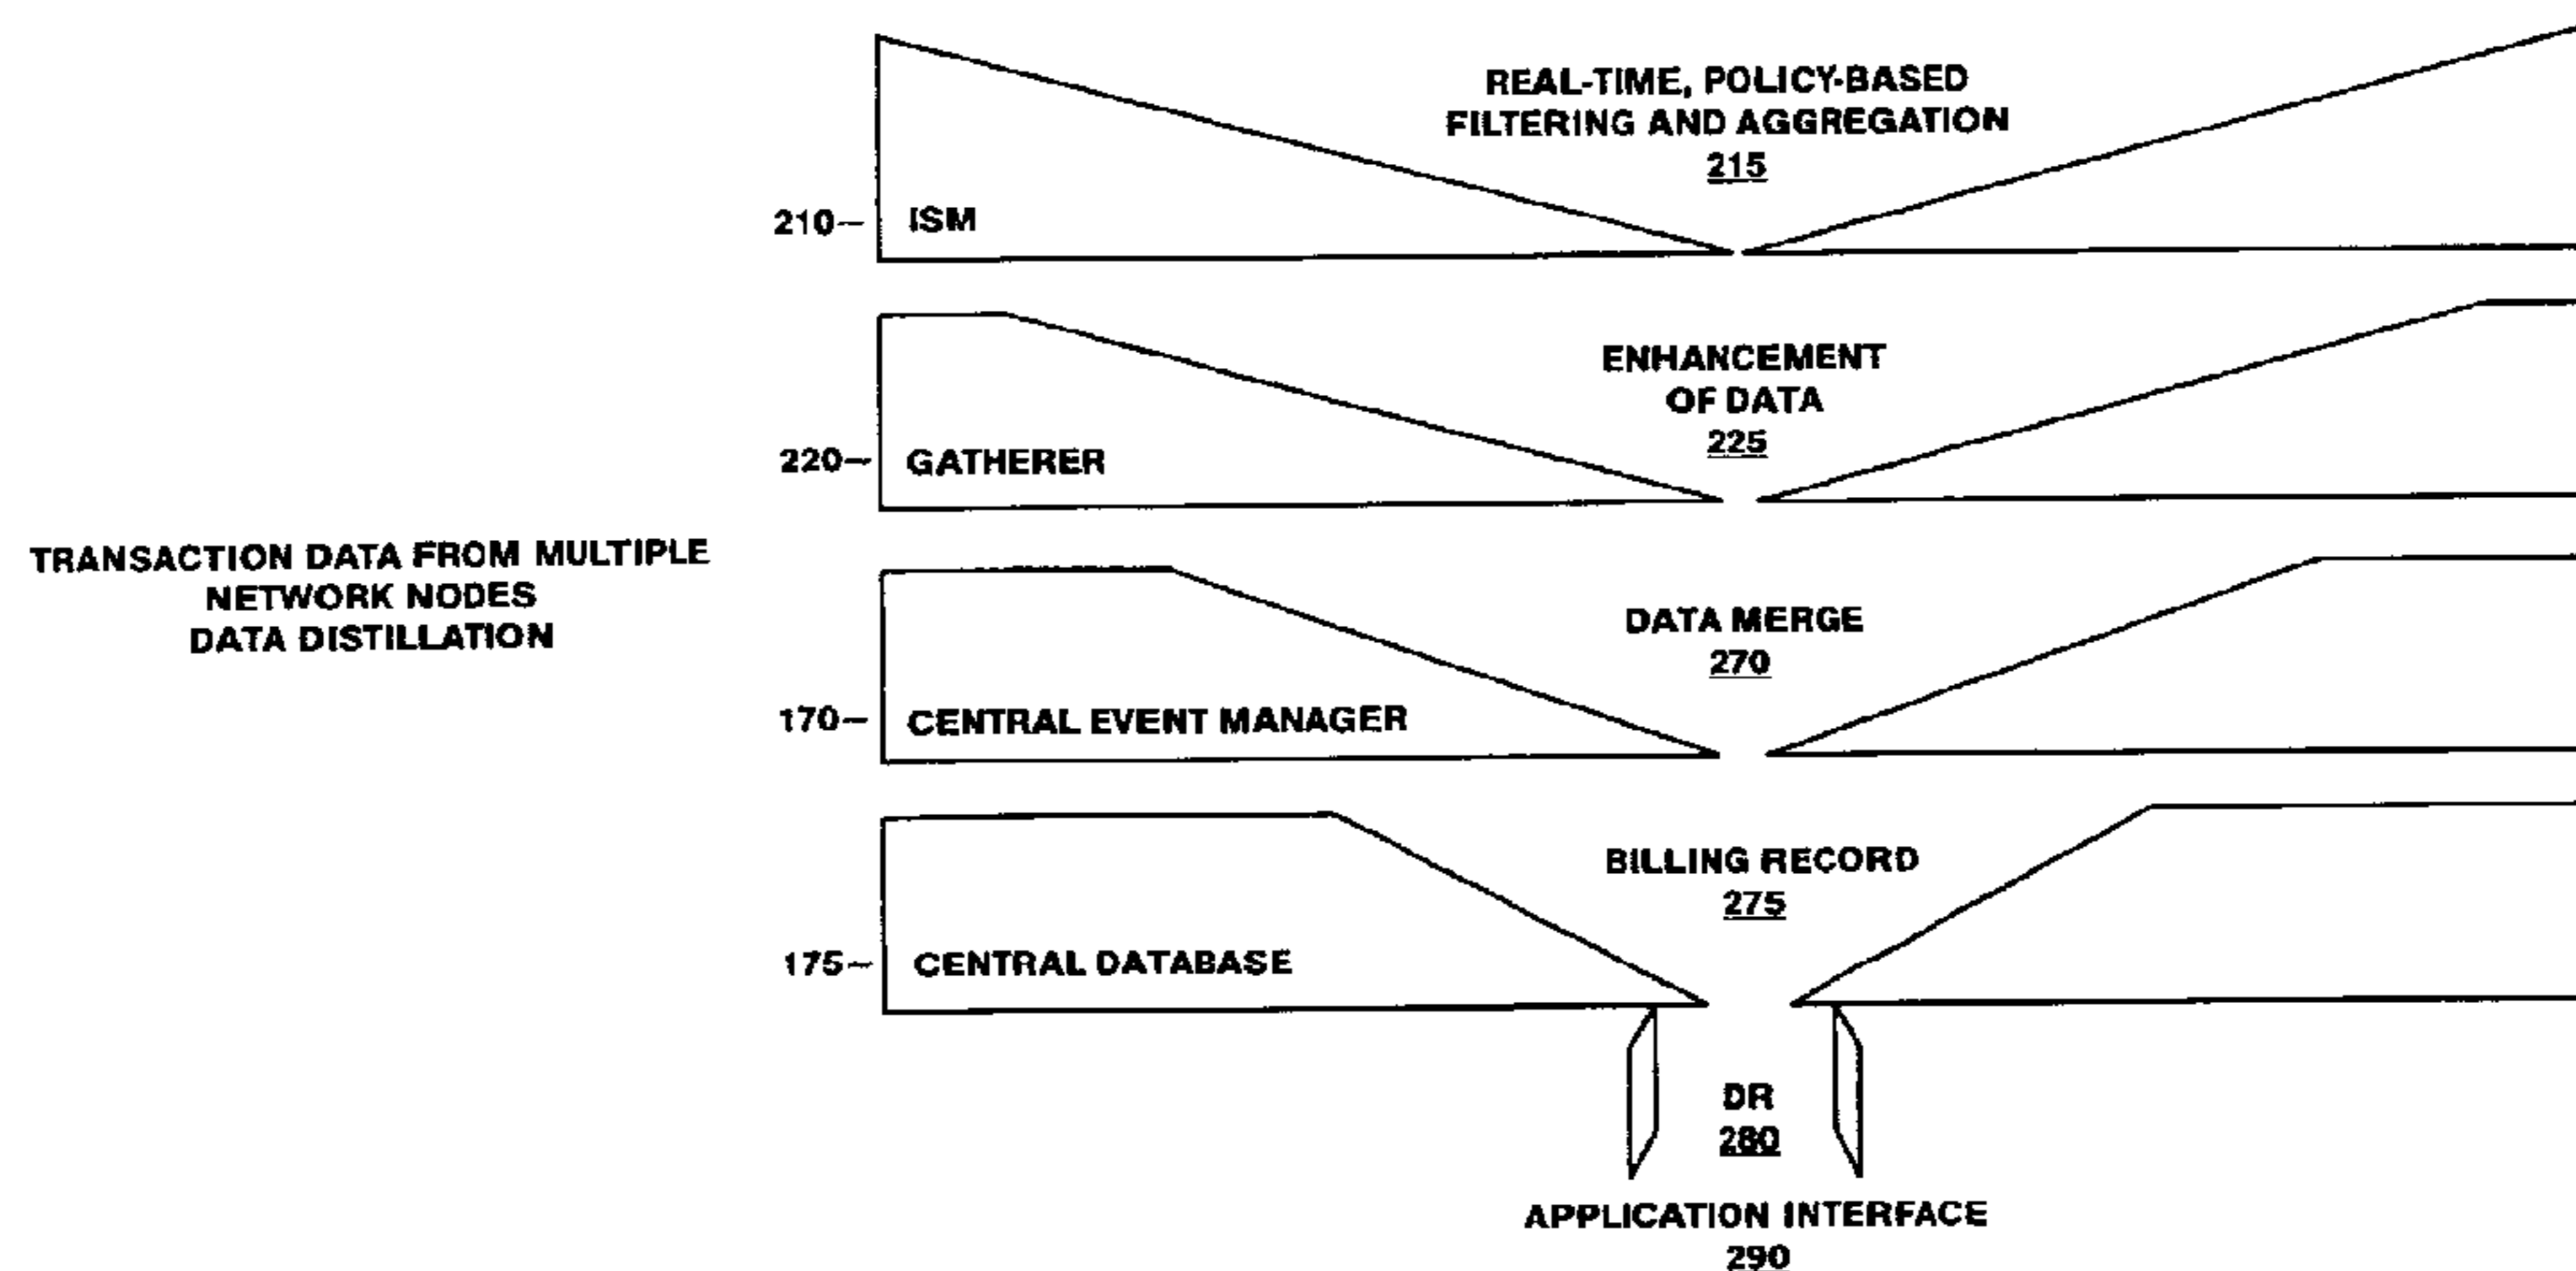 REAL-TIME, POLICY-BASED
FILTERING AND AGGREGATION
215
210
ISM
ENHANCEMENT
OF DATA
225
220
GATHERER
TRANSACTION DATA FROM MULTIPLE
NETWORK NODES
DATA DISTILLATION
DATA MERGE
270
170
CENTRAL EVENT MANAGER
BILLING RECORD
275
175
CENTRAL DATABASE
DR
280
APPLICATION INTERFACE
290